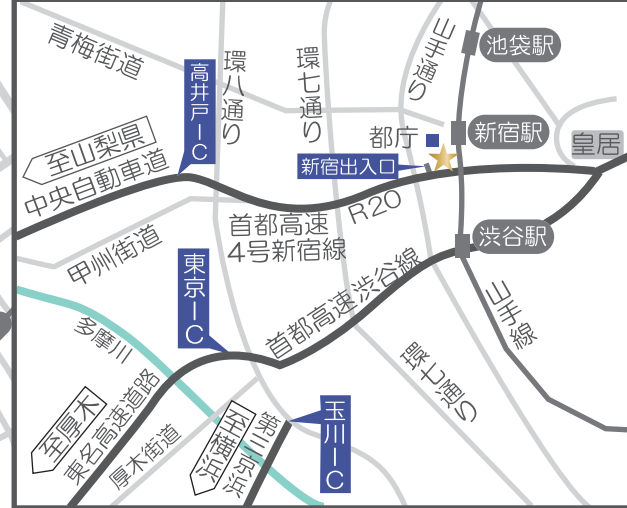 青梅街道
環八通り
環七通り
山手通り
池袋駅
高井戸IC
都庁
新宿駅
皇居
至山梨県
中央自動車道
新宿出入口
首都高速
4号新宿線
R20
渋谷駅
甲州街道
東京IC
首都高速渋谷線
山手線
多摩川
環七通り
至厚木
東名高速道路
厚木街道
至横浜
第三京浜
玉川IC